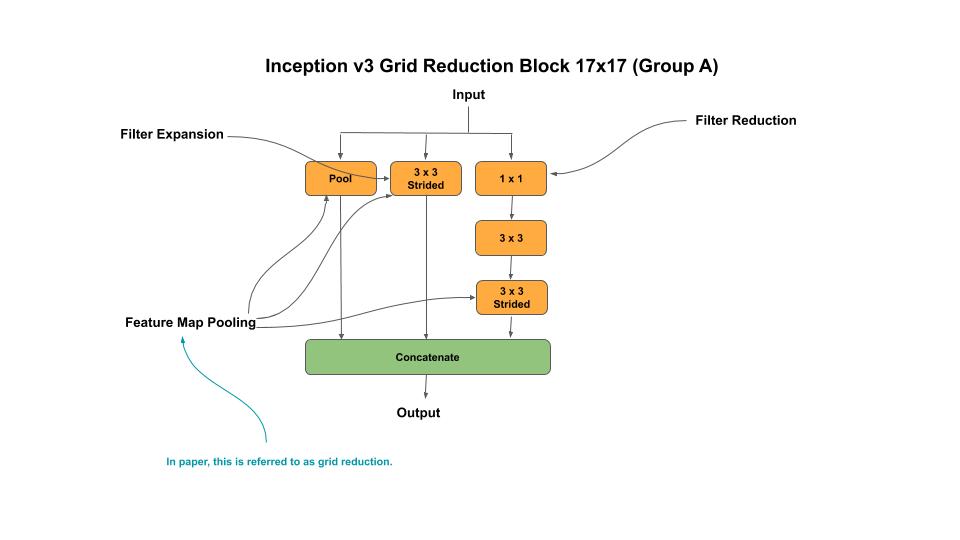 Inception v3 Grid Reduction Block 17x17 (Group A)
Input
Filter Expansion
Filter Reduction
Pool
3 x 3
Strided
1 x 1
3 x 3
3 x 3
Strided
Feature Map Pooling
Concatenate
Output
In paper, this is referred to as grid reduction.